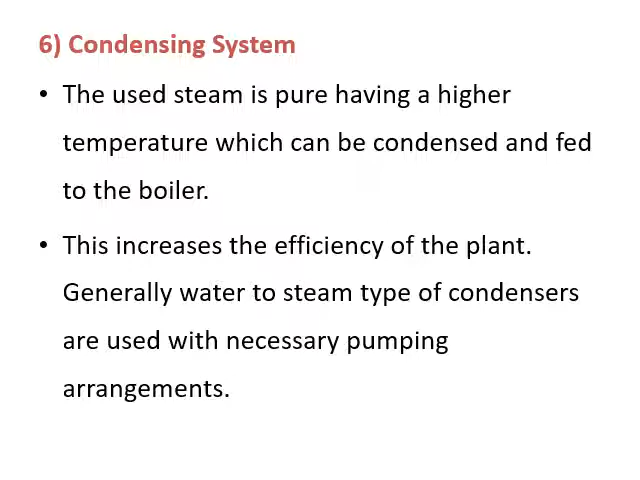 6) Condensing System
• The used steam is pure having a higher
temperature which can be condensed and fed
to the boiler.
• This increases the efficiency of the plant.
Generally water to steam type of condensers
are used with necessary pumping
arrangements.